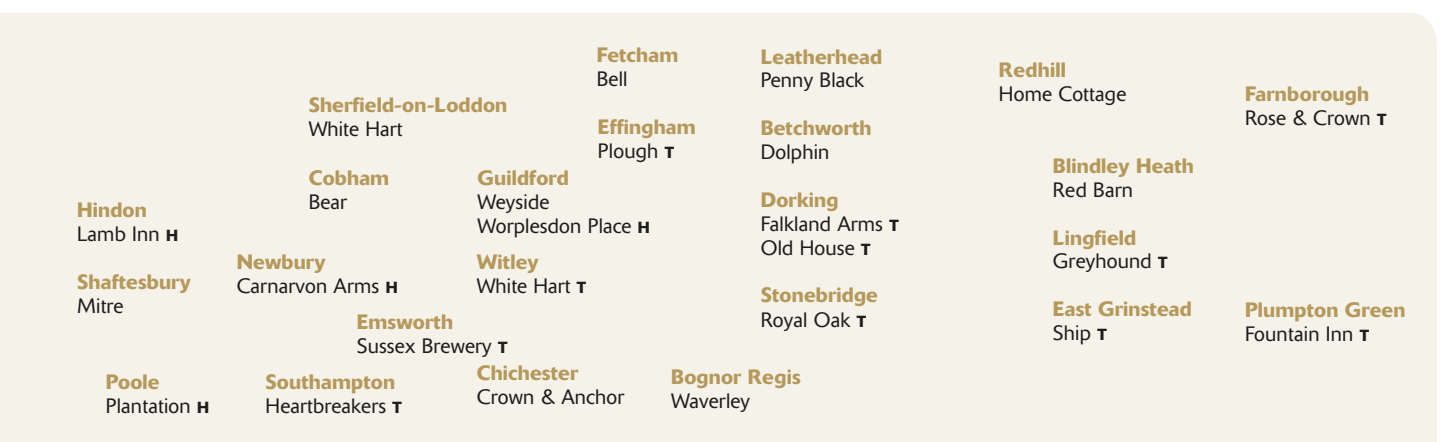 Fetcham
Bell
Leatherhead
Penny Black
Redhill
Home Cottage
Farnborough
Rose & Crown T
Sherfield-on-Loddon
White Hart
Effingham
Plough T
Betchworth
Dolphin
Blindley Heath
Red Barn
Cobham
Bear
Guildford
Weyside
Worplesdon Place H
Dorking
Falkland Arms T
Old House T
Hindon
Lamb Inn H
Lingfield
Greyhound T
Newbury
Carnarvon Arms H
Witley
White Hart T
Shaftesbury
Mitre
Stonebridge
Royal Oak T
East Grinstead
Ship T
Plumpton Green
Fountain Inn T
Emsworth
Sussex Brewery T
Poole
Plantation H
Southampton
Heartbreakers T
Chichester
Crown & Anchor
Bognor Regis
Waverley